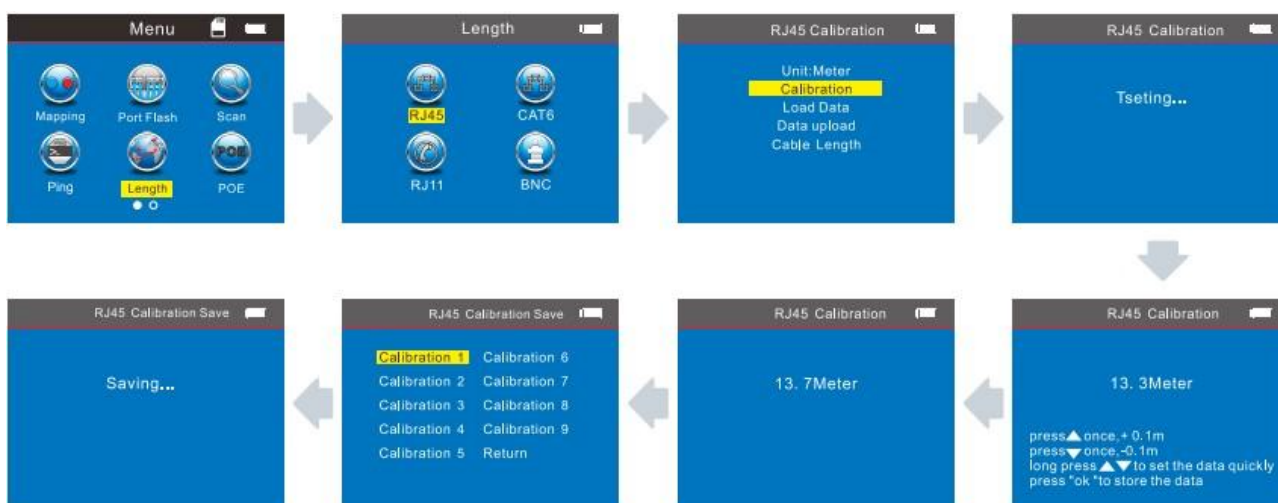 Menu
Mapping
Port Flash
Scan
Ping
Length
POE
POE
Length
RJ45
CAT6
RJ11
BNC
RJ45 Calibration
Unit:Meter
Calibration
Load Data
Data upload
Cable Length
RJ45 Calibration
Tseting...
RJ45 Calibration
13. 3Meter
press▲ once,+ 0.1m
press▼ once,-0.1m
long press ▲▼ to set the data quickly
press "ok "to store the data
RJ45 Calibration
13. 7Meter
RJ45 Calibration Save
Calibration 1 Calibration 6
Calibration 2 Calibration 7
Calibration 3 Calibration 8
Calibration 4 Calibration 9
Calibration 5 Return
RJ45 Calibration Save
Saving...